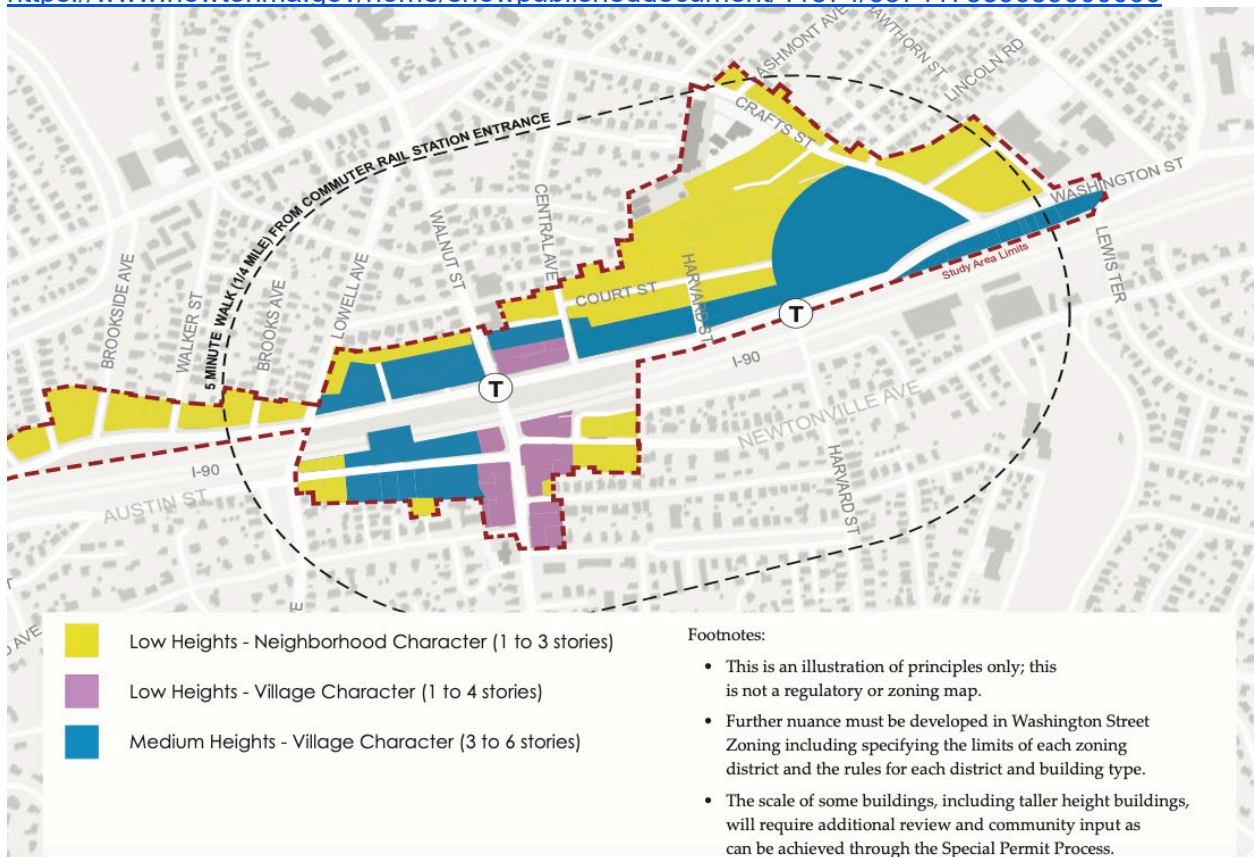 ASHMONT AVE
LINCOLN RD
CRAFTS ST
5 MINUTE WALK (1/4 MILE) FROM COMMUTER RAIL STATION ENTRANCE
WASHINGTON ST
CENTRAL AVE
WALNUT ST
LEWIS TER
Study Area Limits
LOWELL AVE
HARVARD ST
COURT ST
BROOKSIDE AVE
WALKER ST
BROOKS AVE
T
T
I-90
NEWTONVILLE AVE
I-90
HARVARD ST
AUSTIN ST
AVE
Low Heights - Neighborhood Character (1 to 3 stories)
Low Heights - Village Character (1 to 4 stories)
Medium Heights - Village Character (3 to 6 stories)
Footnotes:
• This is an illustration of principles only; this
is not a regulatory or zoning map.
• Further nuance must be developed in Washington Street
Zoning including specifying the limits of each zoning
district and the rules for each district and building type.
• The scale of some buildings, including taller height buildings,
will require additional review and community input as
can be achieved through the Special Permit Process.